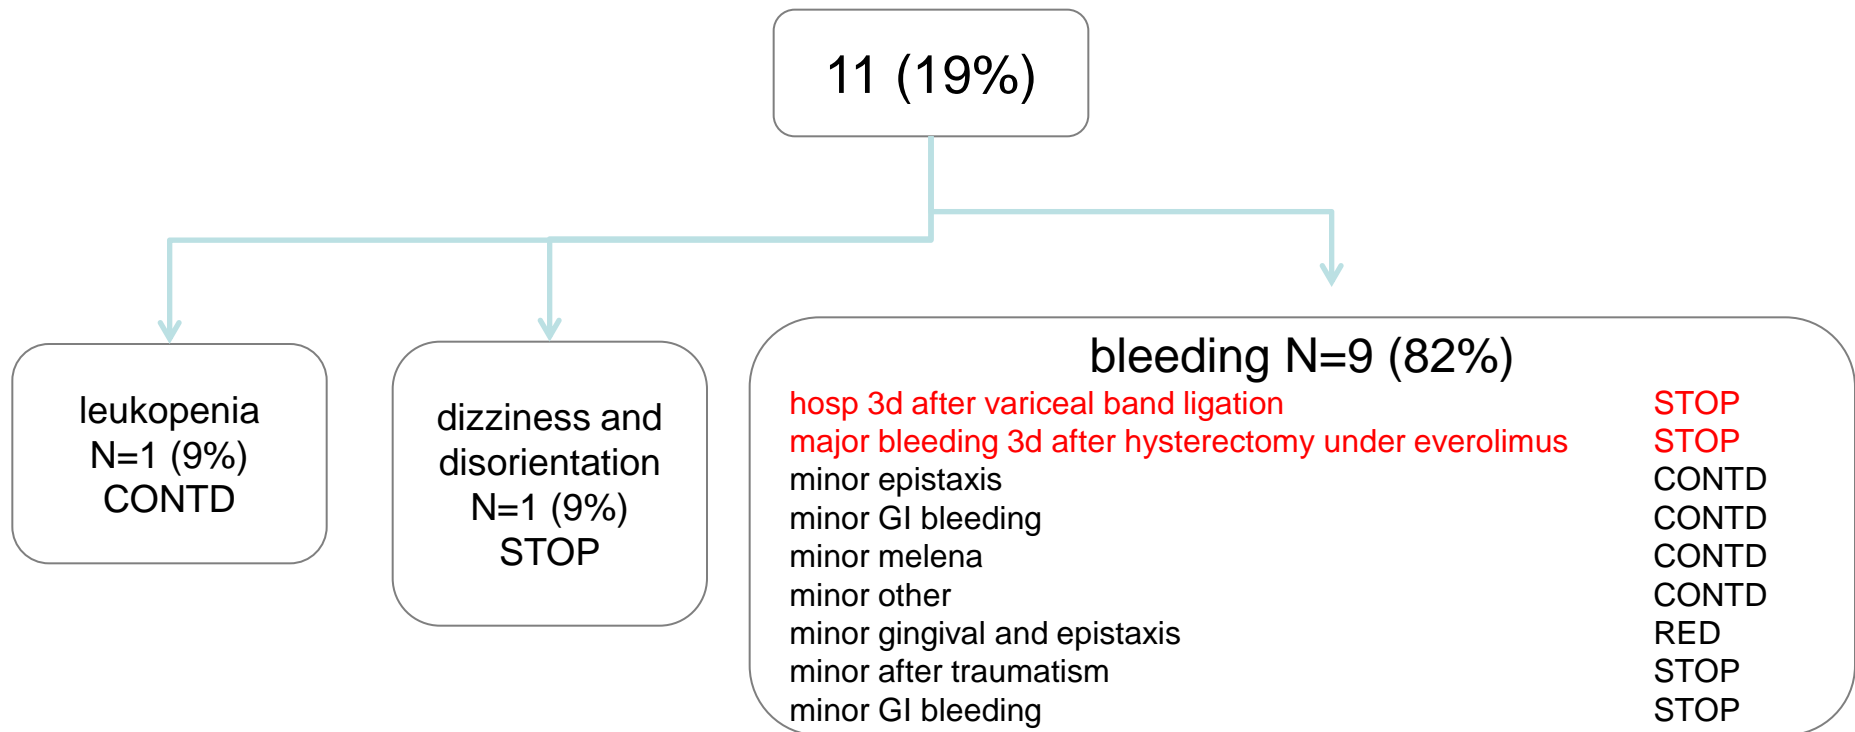 11 (19%)
leukopenia
N=1 (9%)
CONTD
dizziness and
disorientation
N=1 (9%)
STOP
bleeding N=9 (82%)
hosp 3d after variceal band ligation STOP
major bleeding 3d after hysterectomy under everolimus STOP
minor epistaxis CONTD
minor GI bleeding CONTD
minor melena CONTD
minor other CONTD
minor gingival and epistaxis RED
minor after traumatism STOP
minor GI bleeding STOP